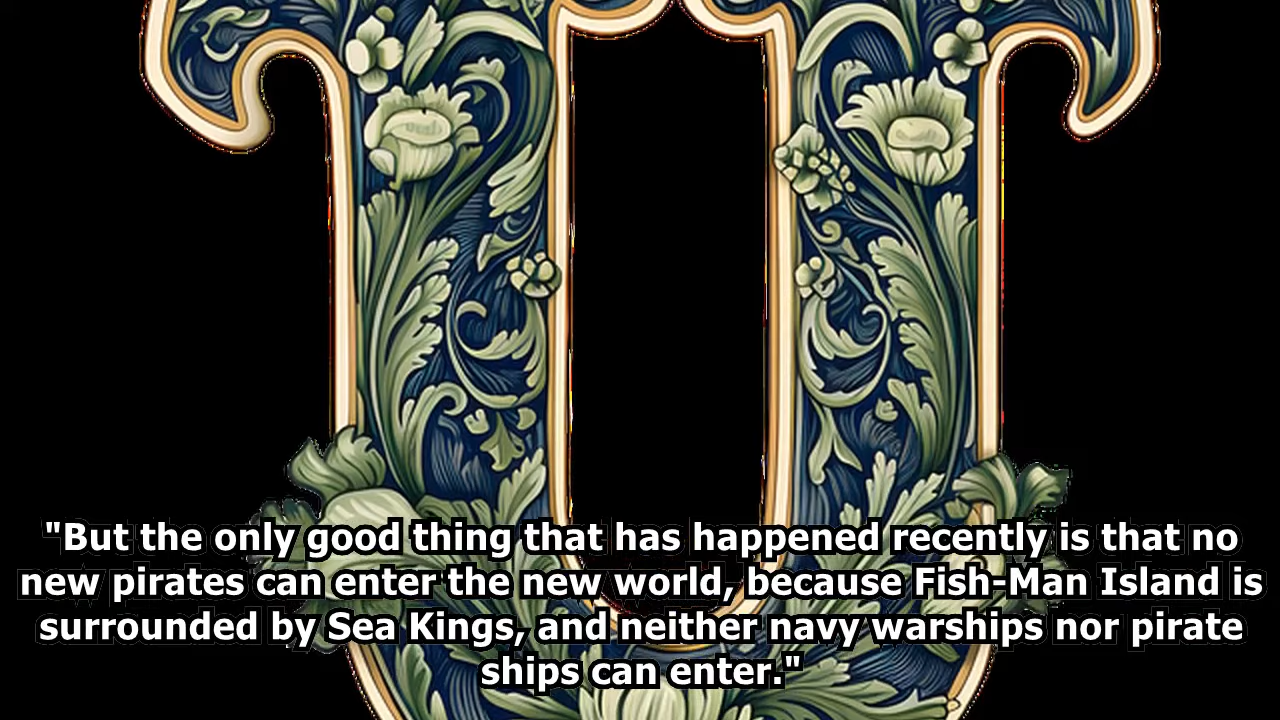 "But the only good thing that has happened recently is that no
new pirates can enter the new world, because Fish-Man Island is
surrounded by Sea Kings, and neither navy warships nor pirate
ships can enter."